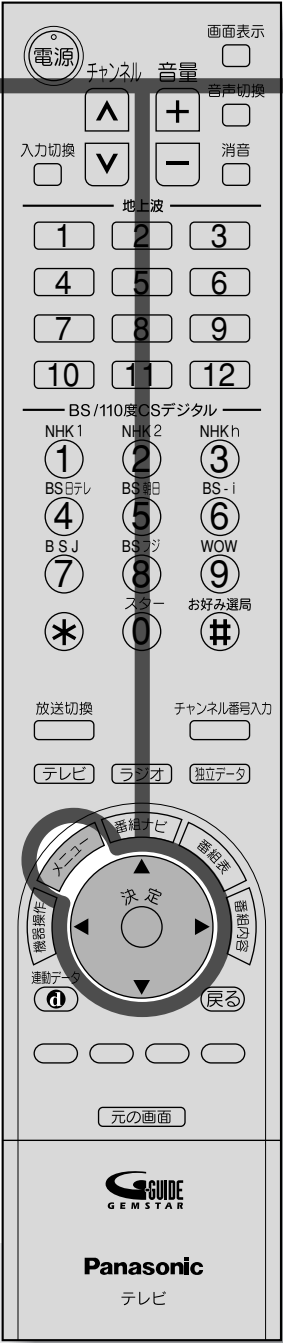 画面表示
電源
チャンネル 音量
音声切換
入力切換 消音
地上波
1 2 3
4 5 6
7 8 9
10 11 12
BS/110度CSデジタル
NHK1 NHK2 NHKh
1 2 3
BS日テレ BS朝日 BS-i
4 5 6
BSJ BSフジ WOW
7 8 9
スター お好み選局
* 0 #
放送切換 チャンネル番号入力
テレビ ラジオ 独立データ
メニュー 番組ナビ 番組表
機器操作 決定 番組内容
連動データ
d 戻る
元の画面
G-GUIDE
GEMSTAR
Panasonic
テレビ